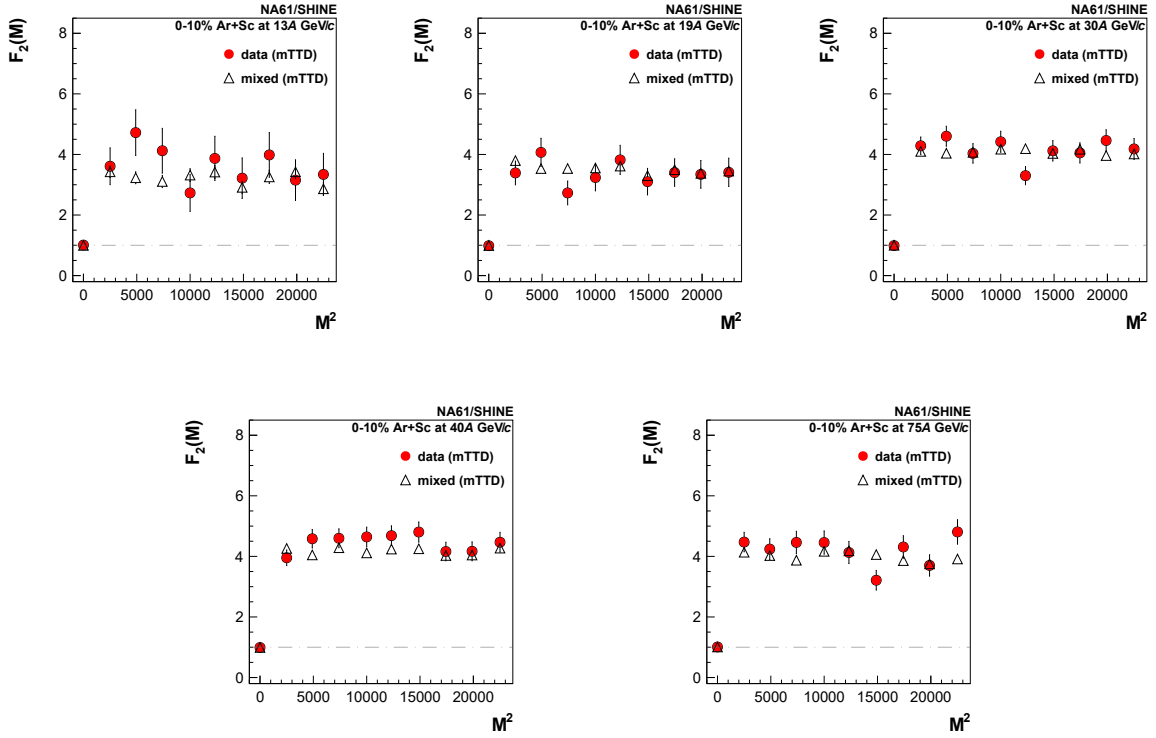 NA61/SHINE
0-10% Ar+Sc at 13A GeV/c
F₂(M)
data (mTTD)
mixed (mTTD)
8
6
4
2
0
0 5000 10000 15000 20000
M²
NA61/SHINE
0-10% Ar+Sc at 19A GeV/c
F₂(M)
data (mTTD)
mixed (mTTD)
8
6
4
2
0
0 5000 10000 15000 20000
M²
NA61/SHINE
0-10% Ar+Sc at 30A GeV/c
F₂(M)
data (mTTD)
mixed (mTTD)
8
6
4
2
0
0 5000 10000 15000 20000
M²
NA61/SHINE
0-10% Ar+Sc at 40A GeV/c
F₂(M)
data (mTTD)
mixed (mTTD)
8
6
4
2
0
0 5000 10000 15000 20000
M²
NA61/SHINE
0-10% Ar+Sc at 75A GeV/c
F₂(M)
data (mTTD)
mixed (mTTD)
8
6
4
2
0
0 5000 10000 15000 20000
M²